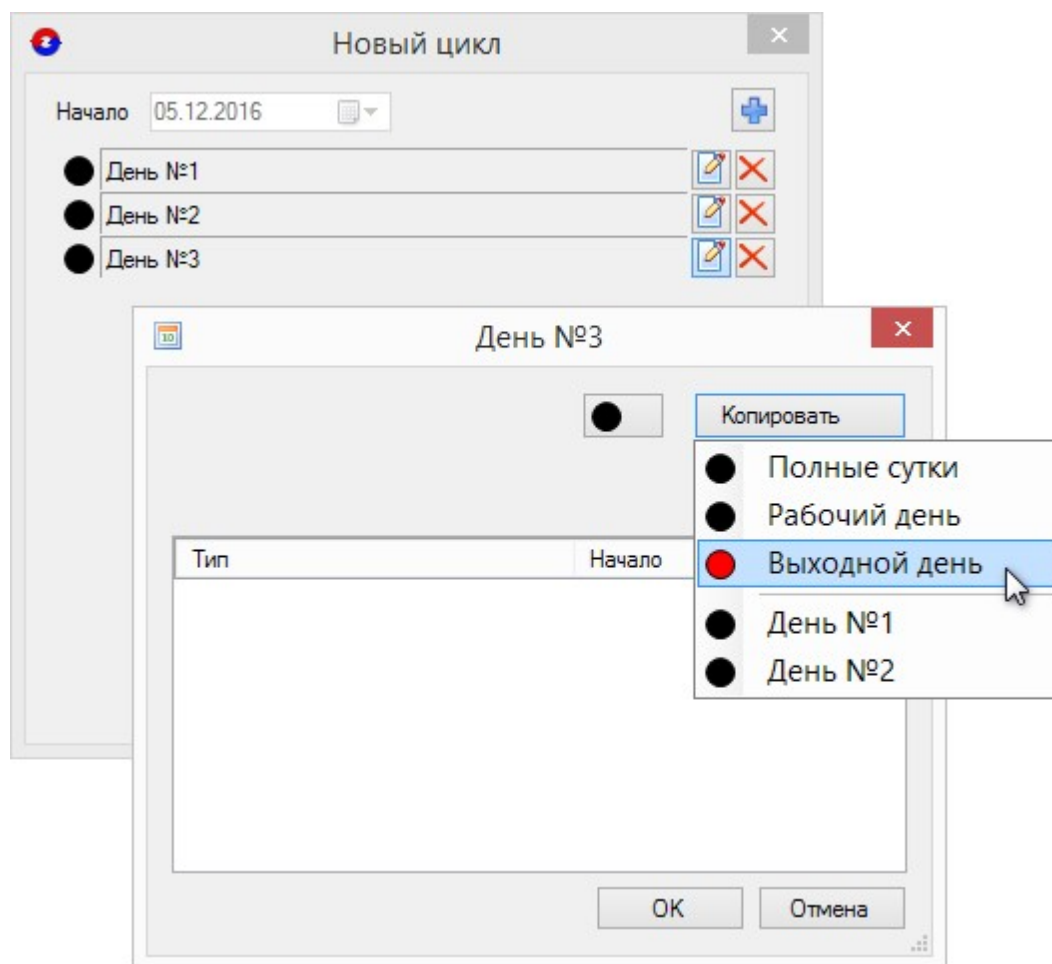 Новый цикл
Начало 05.12.2016
День №1
День №2
День №3
День №3
Копировать
Полные сутки
Рабочий день
Тип Начало
Выходной день
День №1
День №2
OK Отмена